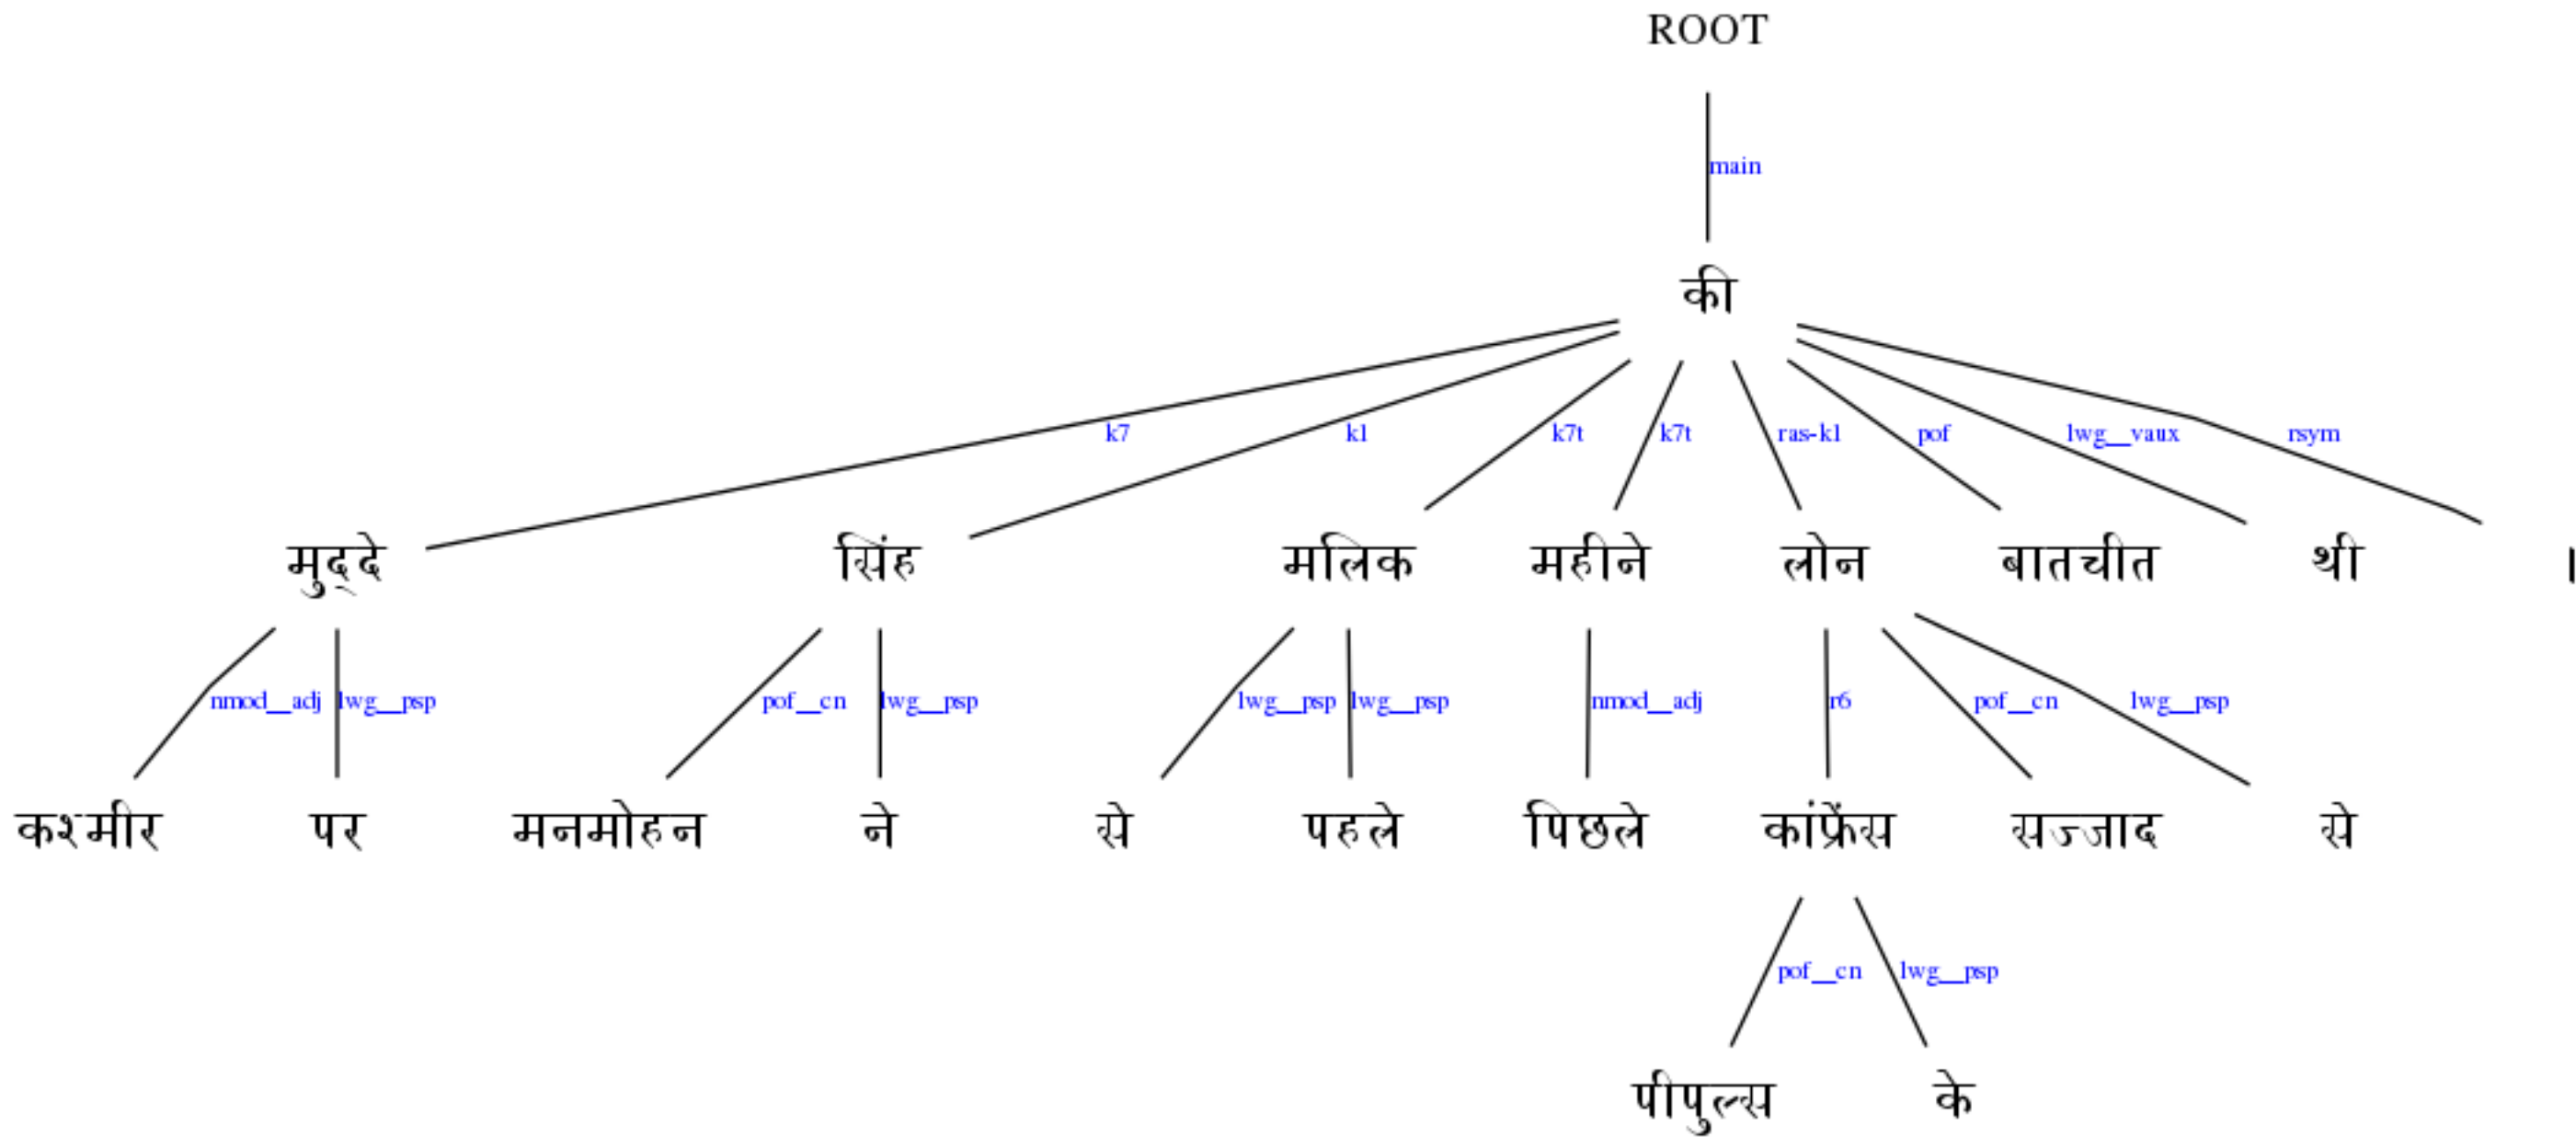 ROOT
main
की
k7 k1 k7t k7t ras-k1 pof lwg__vaux rsym
मुद्दे सिंह मलिक महीने लोन बातचीत थी ।
nmod__adj lwg__psp pof__cn lwg__psp lwg__psp lwg__psp nmod__adj r6 pof__cn lwg__psp
कश्मीर पर मनमोहन ने से पहले पिछले कांफ्रेंस सज्जाद से
pof__cn lwg__psp
पीपुल्स के